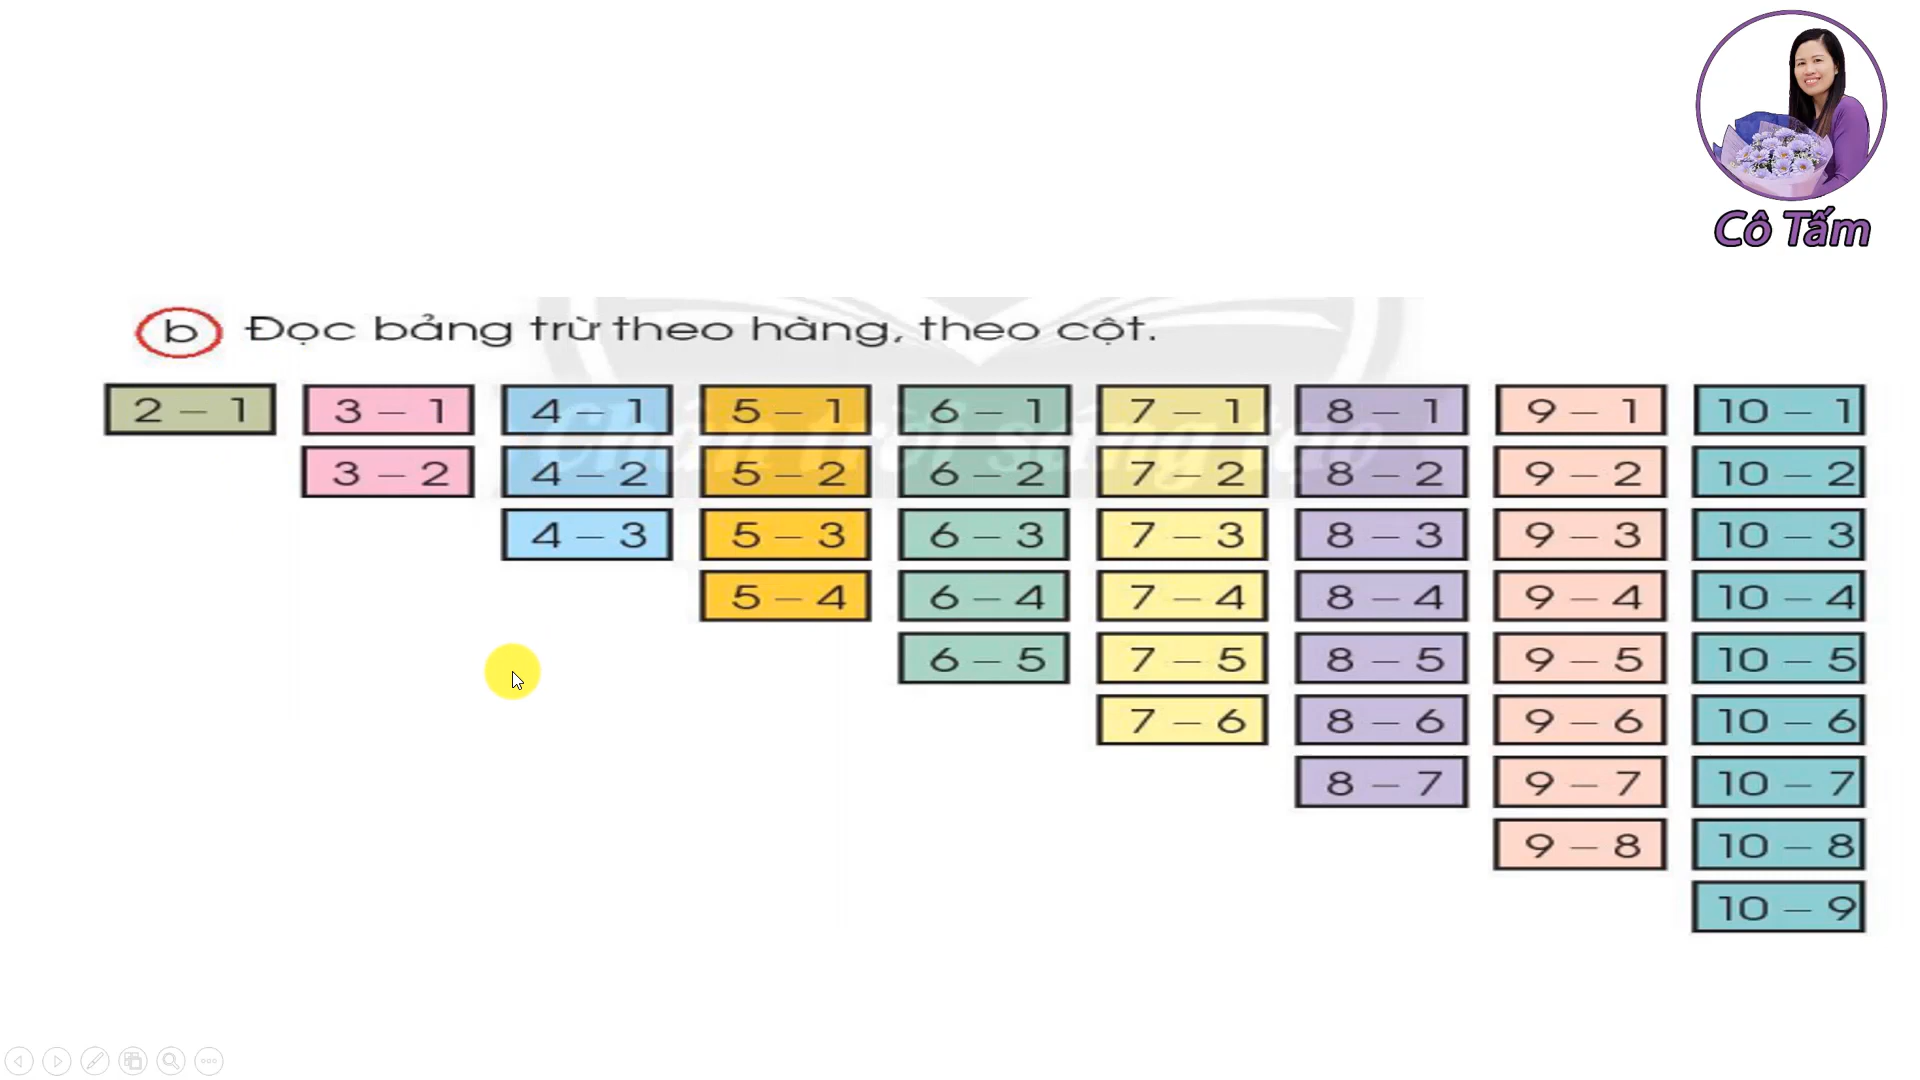 Cô Tấm
b Đọc bảng trừ theo hàng, theo cột.
2 – 1 3 – 1 4 – 1 5 – 1 6 – 1 7 – 1 8 – 1 9 – 1 10 – 1
3 – 2 4 – 2 5 – 2 6 – 2 7 – 2 8 – 2 9 – 2 10 – 2
4 – 3 5 – 3 6 – 3 7 – 3 8 – 3 9 – 3 10 – 3
5 – 4 6 – 4 7 – 4 8 – 4 9 – 4 10 – 4
6 – 5 7 – 5 8 – 5 9 – 5 10 – 5
7 – 6 8 – 6 9 – 6 10 – 6
8 – 7 9 – 7 10 – 7
9 – 8 10 – 8
10 – 9
Chân trời sáng tạo